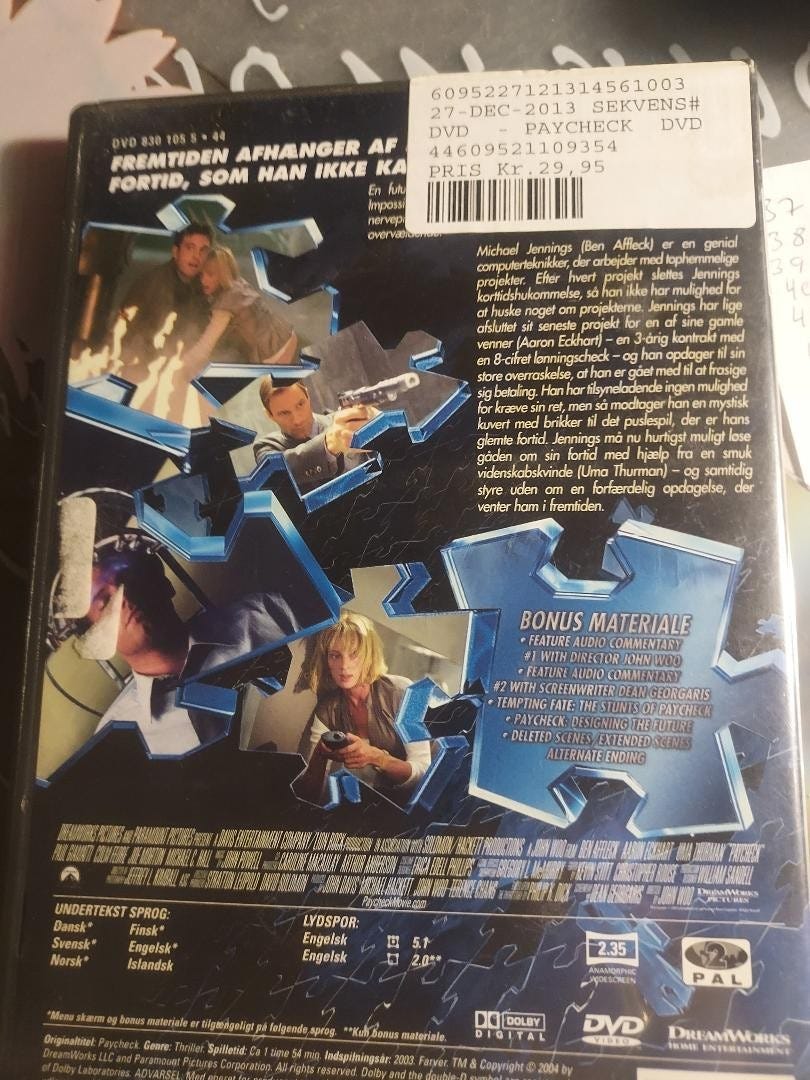 6095227121314561003
27-DEC-2013 SEKVENS#
DVD - PAYCHECK DVD
44609521109354
PRIS Kr.29,95
DVD 830 105 5 • 44
FREMTIDEN AFHÆNGER AF
FORTID, SOM HAN IKKE KA
En futu
Impossi
nervepi
overvældende.
Michael Jennings (Ben Affleck) er en genial
computertekniker, der arbejder med tophemmelige
projekter. Efter hvert projekt slettes Jennings
korttidshukommelse, så han ikke har mulighed for
at huske noget om projekterne. Jennings har lige
afsluttet sit seneste projekt for en af sine gamle
venner (Aaron Eckhart) – en 3-årig kontrakt med
en 8-cifret lønningscheck – og han opdager til sin
store overraskelse, at han er gået med til at frasige
sig betaling. Han har tilsyneladende ingen mulighed
for kræve sin ret, men så modtager han en mystisk
kuvert med brikker til det puslespil, der er hans
glemte fortid. Jennings må nu hurtigst muligt løse
gåden om sin fortid med hjælp fra en smuk
videnskabskvinde (Uma Thurman) – og samtidig
styre uden om en forfærdelig opdagelse, der
venter ham i fremtiden.
BONUS MATERIALE
• FEATURE AUDIO COMMENTARY
#1 WITH DIRECTOR JOHN WOO
• FEATURE AUDIO COMMENTARY
#2 WITH SCREENWRITER DEAN GEORGARIS
• TEMPTING FATE: THE STUNTS OF PAYCHECK
• PAYCHECK: DESIGNING THE FUTURE
• DELETED SCENES/EXTENDED SCENES
ALTERNATE ENDING
PaycheckMovie.com
DREAMWORKS
PICTURES
UNDERTEKST SPROG:
Dansk* Finsk*
Svensk* Engelsk*
Norsk* Islandsk
LYDSPOR:
Engelsk 5.1
Engelsk 2.0**
2.35
ANAMORPHIC
WIDESCREEN
2
PAL
*Menu skærm og bonus materiale er tilgængeligt på følgende sprog. **Kun bonus materiale.
DOLBY
DIGITAL
DVD
VIDEO
DREAMWORKS
HOME ENTERTAINMENT
Originaltitel: Paycheck. Genre: Thriller. Spilletid: Ca 1 time 54 min. Indspilningsår: 2003. Farver. TM & Copyright © 2004 by
DreamWorks LLC and Paramount Pictures Corporation. All rights reserved. Dolby and the double-D symbol are
of Dolby Laboratories. ADVARSEL:
37
38
39